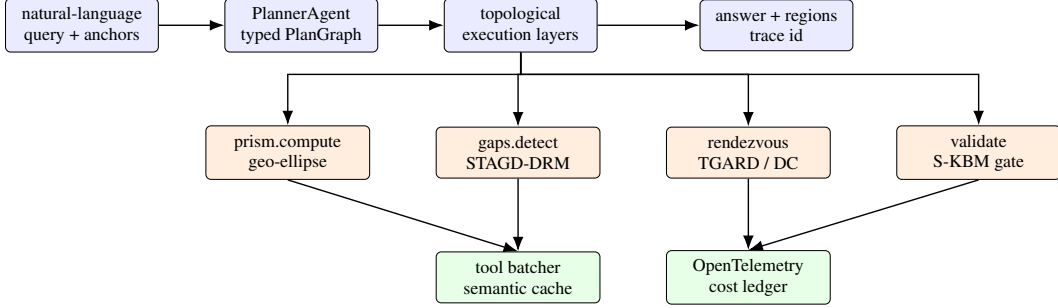 natural-language
query + anchors
PlannerAgent
typed PlanGraph
topological
execution layers
answer + regions
trace id
prism.compute
geo-ellipse
gaps.detect
STAGD-DRM
rendezvous
TGARD / DC
validate
S-KBM gate
tool batcher
semantic cache
OpenTelemetry
cost ledger